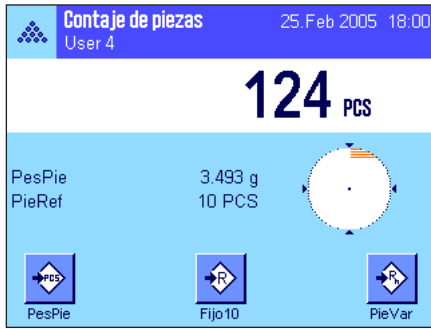 Contaje de piezas 25.Feb 2005 18:00
User 4
124 PCS
PesPie 3.493 g
PieRef 10 PCS
PCS R Rn
PesPie Fijo10 PieVar